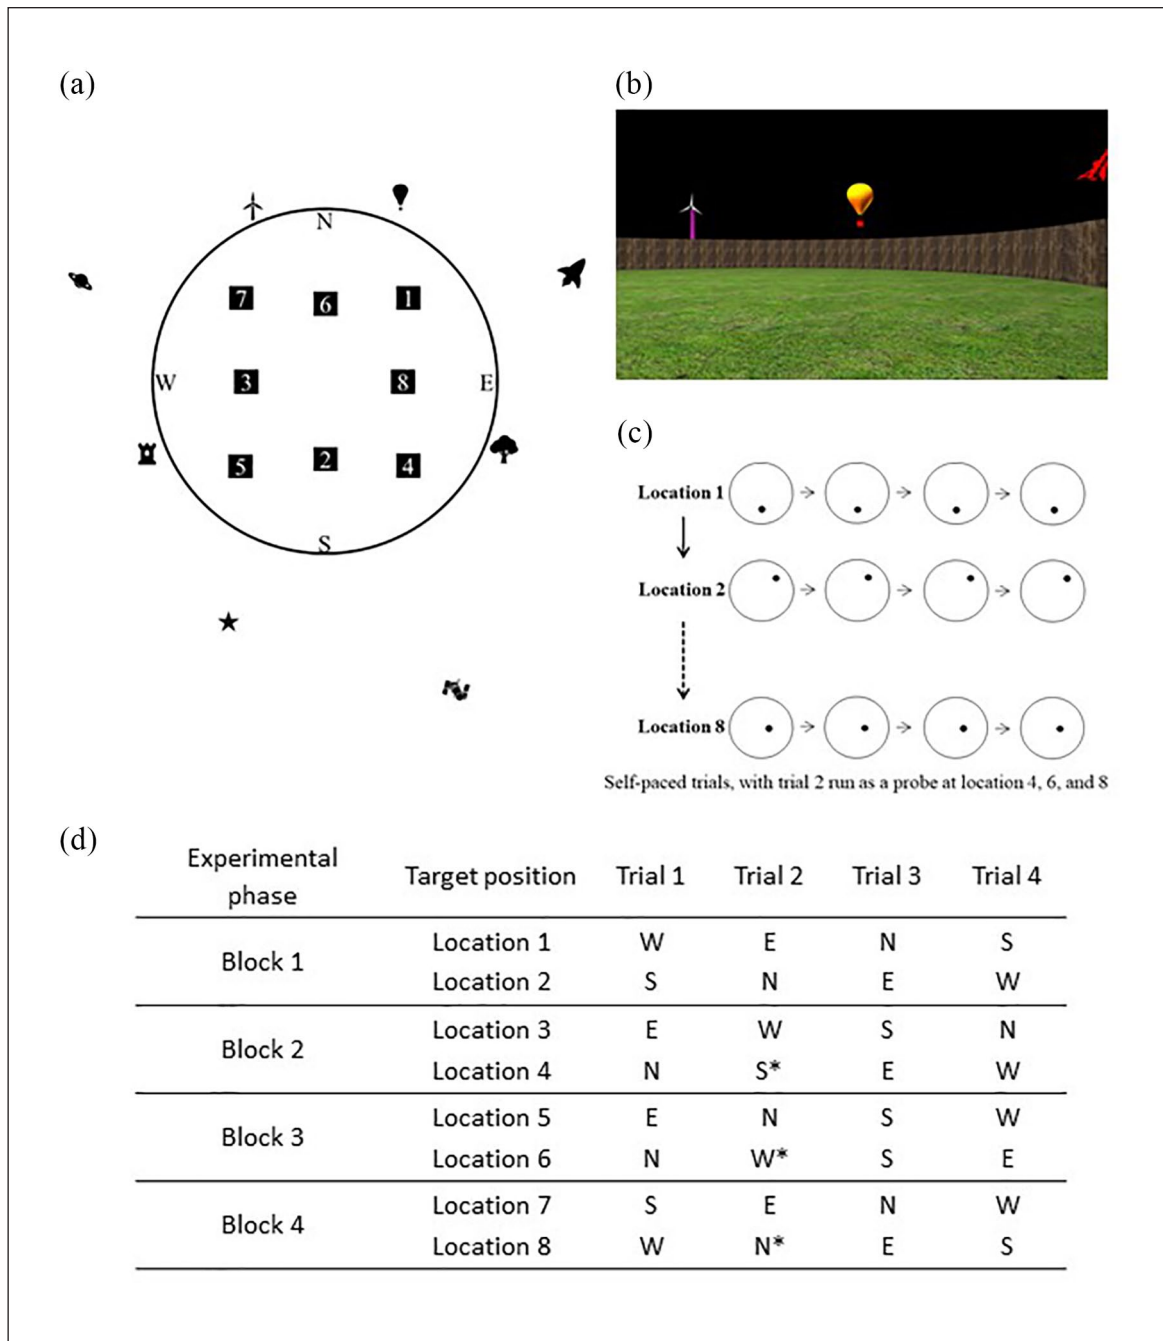 (a)
N
7 6 1
W 3 8 E
5 2 4
S
(b)
(c)
Location 1
Location 2
Location 8
Self-paced trials, with trial 2 run as a probe at location 4, 6, and 8
(d)
Experimental
phase
Target position Trial 1 Trial 2 Trial 3 Trial 4
Block 1
Location 1 W E N S
Location 2 S N E W
Block 2
Location 3 E W S N
Location 4 N S* E W
Block 3
Location 5 E N S W
Location 6 N W* S E
Block 4
Location 7 S E N W
Location 8 W N* E S